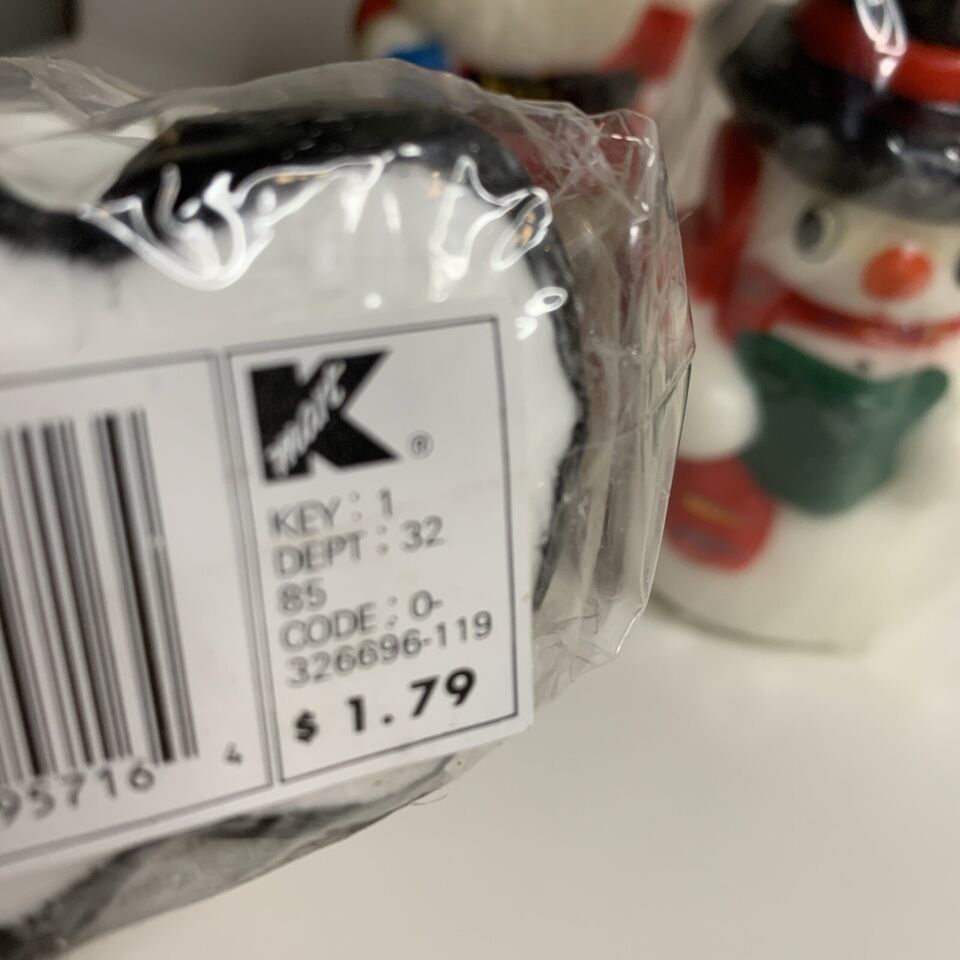 K
mart
®
KEY : 1
DEPT : 32
85
CODE : 0-
326696-119
$ 1.79
95716 4